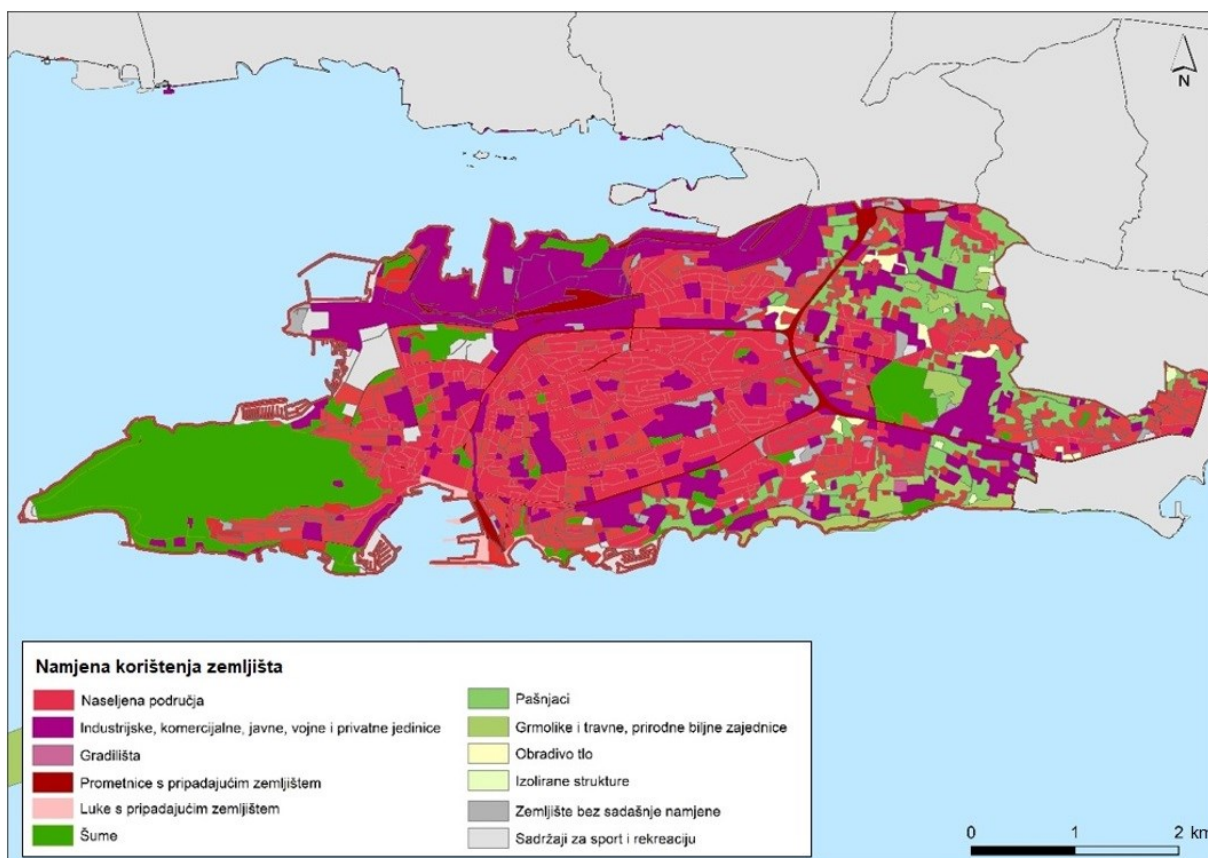 N
Namjena korištenja zemljišta
Naseljena područja
Industrijske, komercijalne, javne, vojne i privatne jedinice
Gradilišta
Prometnice s pripadajućim zemljištem
Luke s pripadajućim zemljištem
Šume
Pašnjaci
Grmolike i travne, prirodne biljne zajednice
Obradivo tlo
Izolirane strukture
Zemljište bez sadašnje namjene
Sadržaji za sport i rekreaciju
0 1 2 km